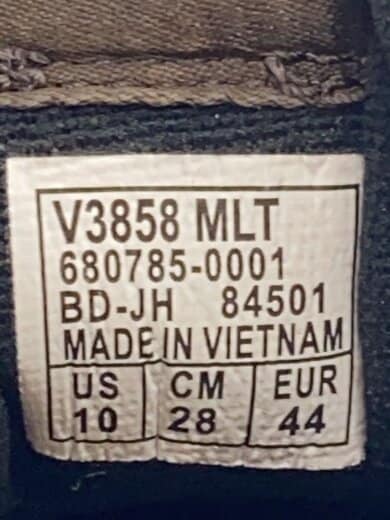 V3858 MLT
680785-0001
BD-JH 84501
MADE IN VIETNAM
US CM EUR
10 28 44